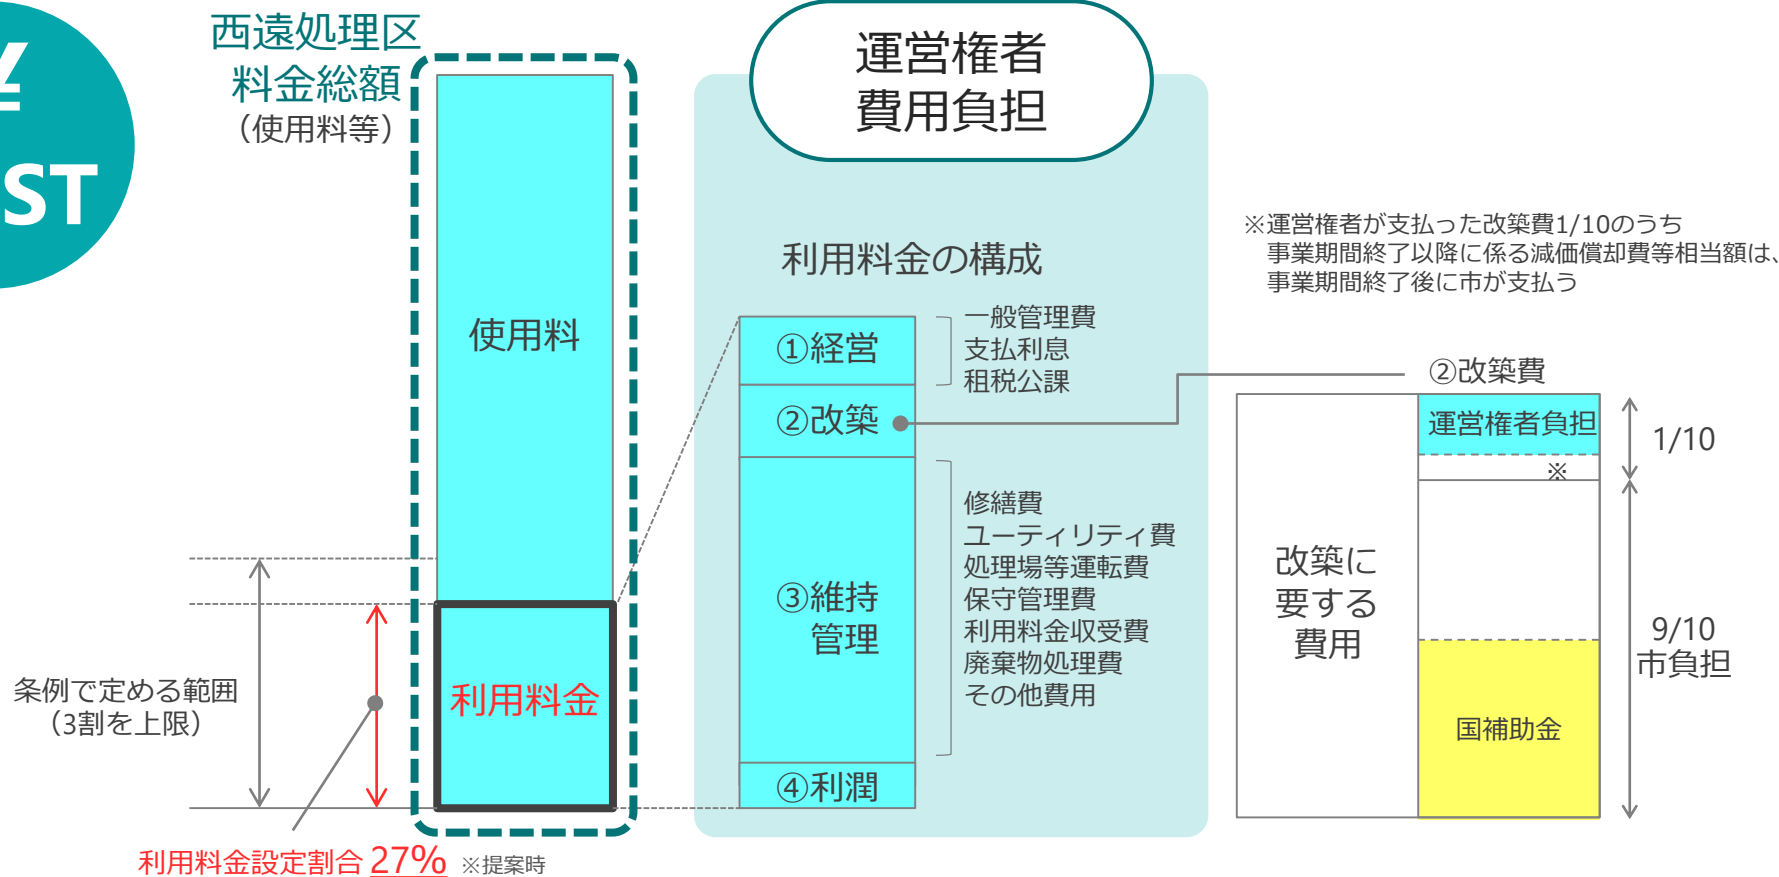 ¥
ST
西遠処理区
料金総額
（使用料等）
使用料
利用料金
条例で定める範囲
（3割を上限）
利用料金設定割合 27% ※提案時
運営権者
費用負担
利用料金の構成
①経営
②改築
③維持
管理
④利潤
一般管理費
支払利息
租税公課
修繕費
ユーティリティ費
処理場等運転費
保守管理費
利用料金収受費
廃棄物処理費
その他費用
※運営権者が支払った改築費1/10のうち
事業期間終了以降に係る減価償却費等相当額は、
事業期間終了後に市が支払う
②改築費
改築に
要する
費用
運営権者負担
※
国補助金
1/10
9/10
市負担